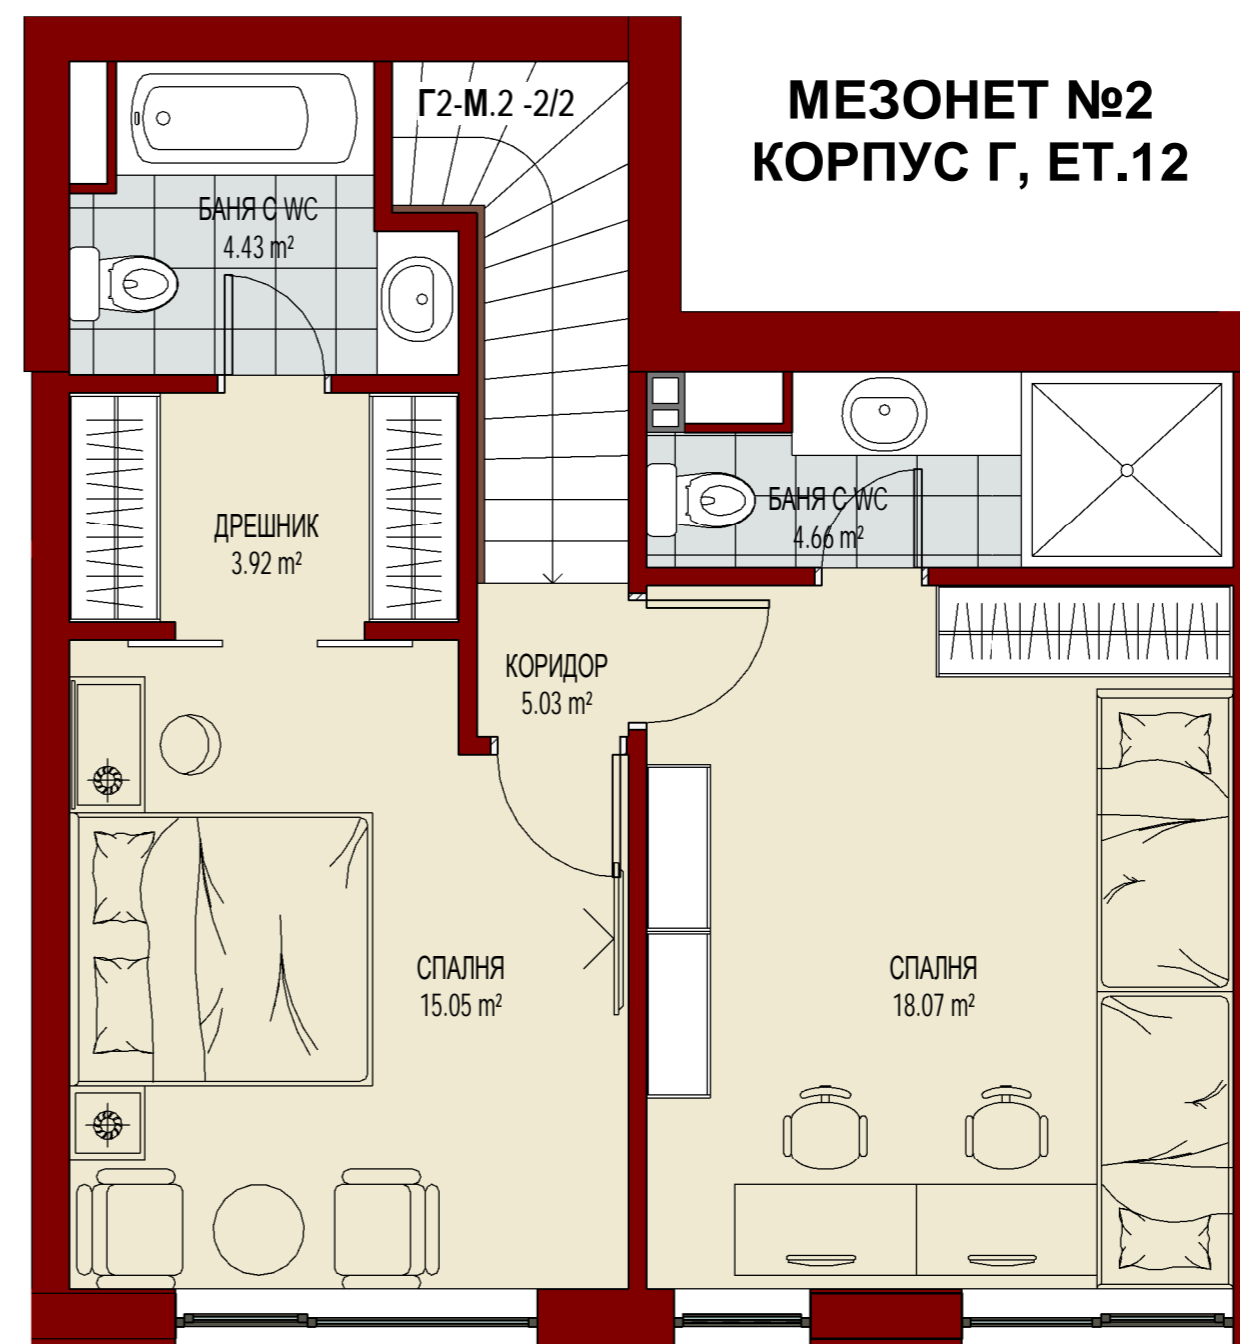 МЕЗОНЕТ №2
КОРПУС Г, ЕТ.12
Г2-М.2 -2/2
БАНЯ С WC
4.43 m²
ДРЕШНИК
3.92 m²
БАНЯ С WC
4.66 m²
КОРИДОР
5.03 m²
СПАЛНЯ
15.05 m²
СПАЛНЯ
18.07 m²